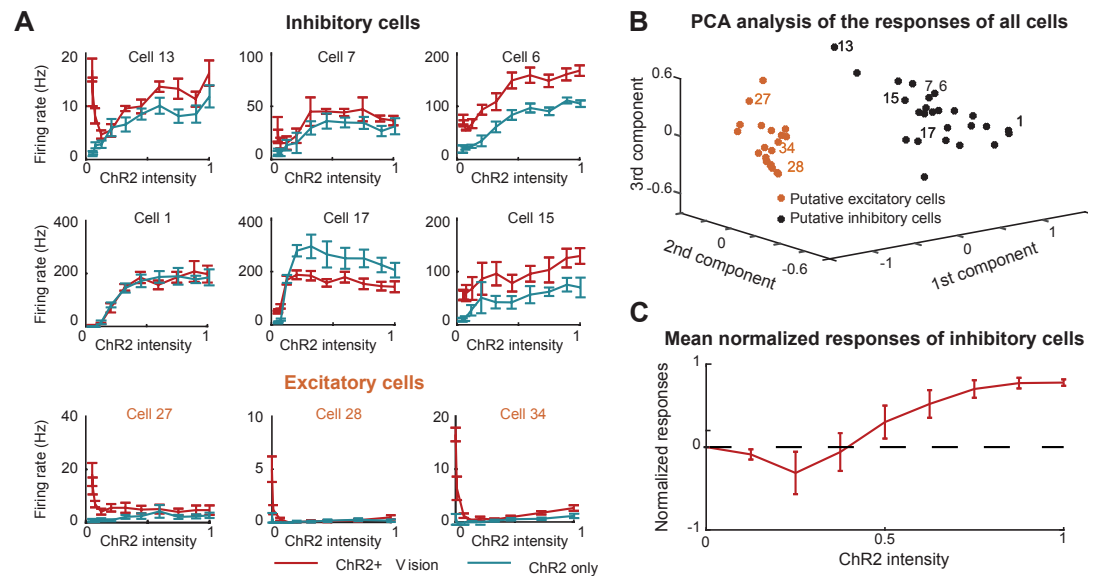 A
Inhibitory cells
Cell 13
Cell 7
Cell 6
Firing rate (Hz)
20
10
0
0
1
ChR2 intensity
100
50
0
0
1
ChR2 intensity
200
100
0
0
1
ChR2 intensity
Cell 1
Cell 17
Cell 15
Firing rate (Hz)
400
200
0
0
1
ChR2 intensity
400
200
0
0
1
ChR2 intensity
200
100
0
0
1
ChR2 intensity
Excitatory cells
Cell 27
Cell 28
Cell 34
Firing rate (Hz)
40
20
0
0
1
ChR2 intensity
10
5
0
0
1
ChR2 intensity
20
10
0
0
1
ChR2 intensity
ChR2+ Vision
ChR2 only
B
PCA analysis of the responses of all cells
13
7
6
15
1
17
27
34
28
3rd component
0.6
0
-0.6
Putative excitatory cells
Putative inhibitory cells
2nd component
0
-0.6
1st component
-1
0
1
C
Mean normalized responses of inhibitory cells
Normalized responses
1
0
-1
0
0.5
1
ChR2 intensity